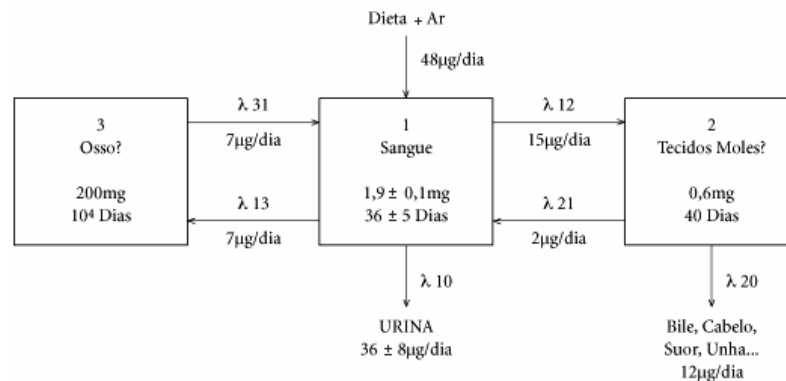 Dieta + Ar
48µg/dia
3
Osso?
200mg
10⁴ Dias
λ 31
7µg/dia
λ 13
7µg/dia
1
Sangue
1,9 ± 0,1mg
36 ± 5 Dias
λ 12
15µg/dia
λ 21
2µg/dia
2
Tecidos Moles?
0,6mg
40 Dias
λ 10
URINA
36 ± 8µg/dia
λ 20
Bile, Cabelo,
Suor, Unha...
12µg/dia